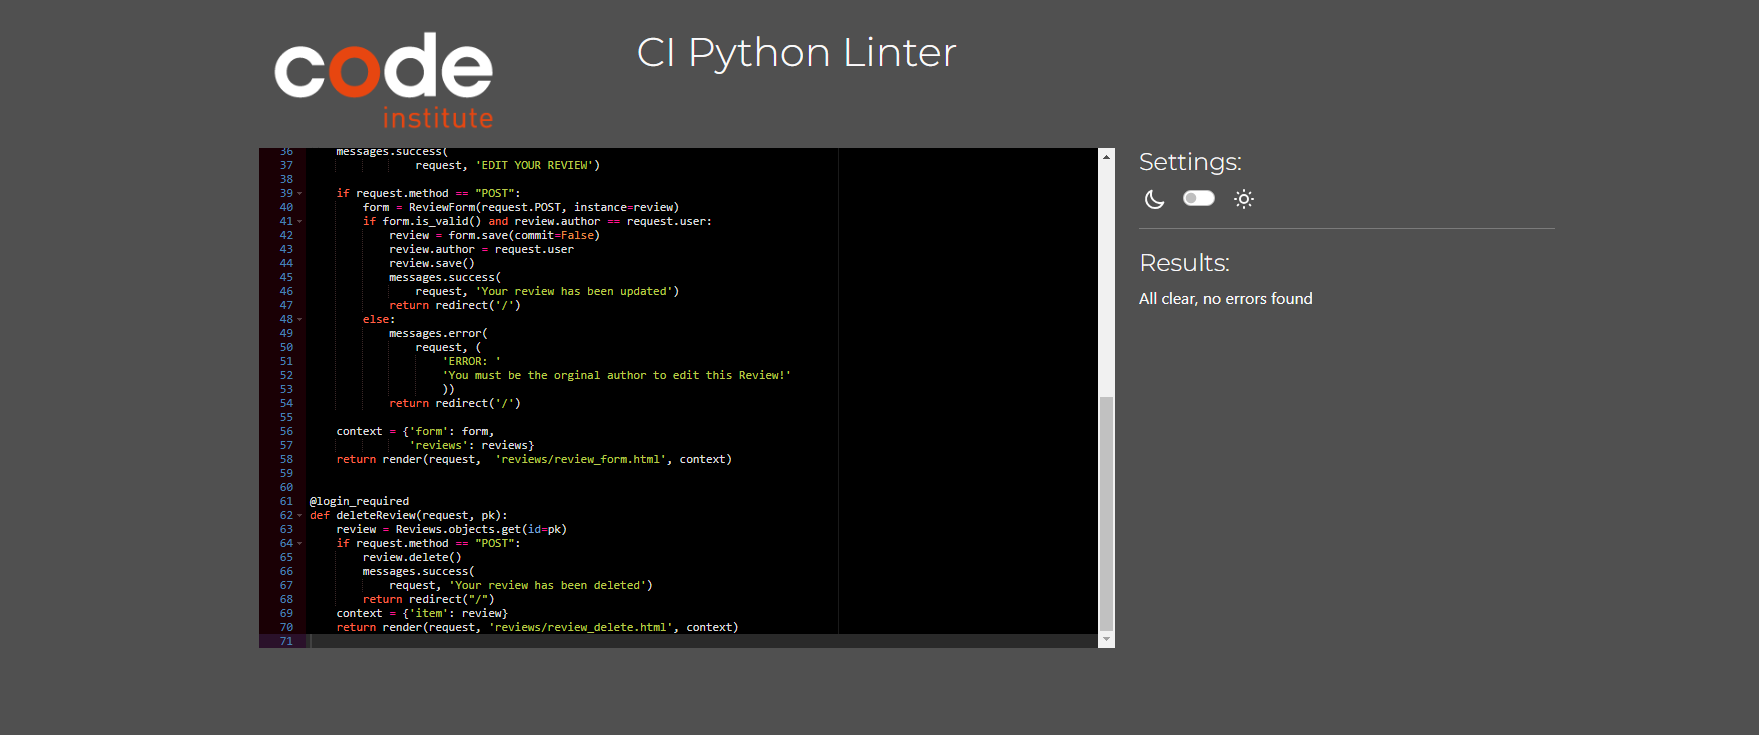 code
institute
CI Python Linter
36 messages.success(
37 request, 'EDIT YOUR REVIEW')
38
39 if request.method == "POST":
40 form = ReviewForm(request.POST, instance=review)
41 if form.is_valid() and review.author == request.user:
42 review = form.save(commit=False)
43 review.author = request.user
44 review.save()
45 messages.success(
46 request, 'Your review has been updated')
47 return redirect('/')
48 else:
49 messages.error(
50 request, (
51 'ERROR: '
52 'You must be the orginal author to edit this Review!'
53 ))
54 return redirect('/')
55
56 context = {'form': form,
57 'reviews': reviews}
58 return render(request,  'reviews/review_form.html', context)
59
60
61 @login_required
62 def deleteReview(request, pk):
63 review = Reviews.objects.get(id=pk)
64 if request.method == "POST":
65 review.delete()
66 messages.success(
67 request, 'Your review has been deleted')
68 return redirect("/")
69 context = {'item': review}
70 return render(request, 'reviews/review_delete.html', context)
71
Settings:
Results:
All clear, no errors found